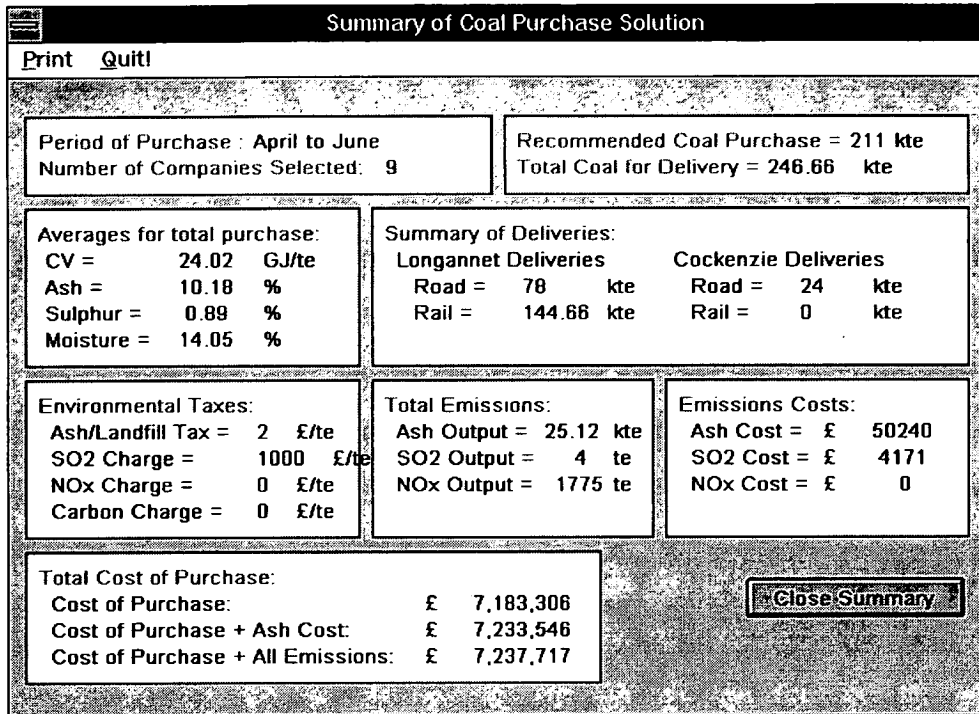 Summary of Coal Purchase Solution
Print Quit!
Period of Purchase : April to June
Number of Companies Selected: 9
Recommended Coal Purchase = 211 kte
Total Coal for Delivery = 246.66 kte
Averages for total purchase:
CV = 24.02 GJ/te
Ash = 10.18 %
Sulphur = 0.89 %
Moisture = 14.05 %
Summary of Deliveries:
Longannet Deliveries Cockenzie Deliveries
Road = 78 kte Road = 24 kte
Rail = 144.66 kte Rail = 0 kte
Environmental Taxes:
Ash/Landfill Tax = 2 £/te
SO2 Charge = 1000 £/te
NOx Charge = 0 £/te
Carbon Charge = 0 £/te
Total Emissions:
Ash Output = 25.12 kte
SO2 Output = 4 te
NOx Output = 1775 te
Emissions Costs:
Ash Cost = £ 50240
SO2 Cost = £ 4171
NOx Cost = £ 0
Total Cost of Purchase:
Cost of Purchase: £ 7,183,306
Cost of Purchase + Ash Cost: £ 7,233,546
Cost of Purchase + All Emissions: £ 7,237,717
Close Summary